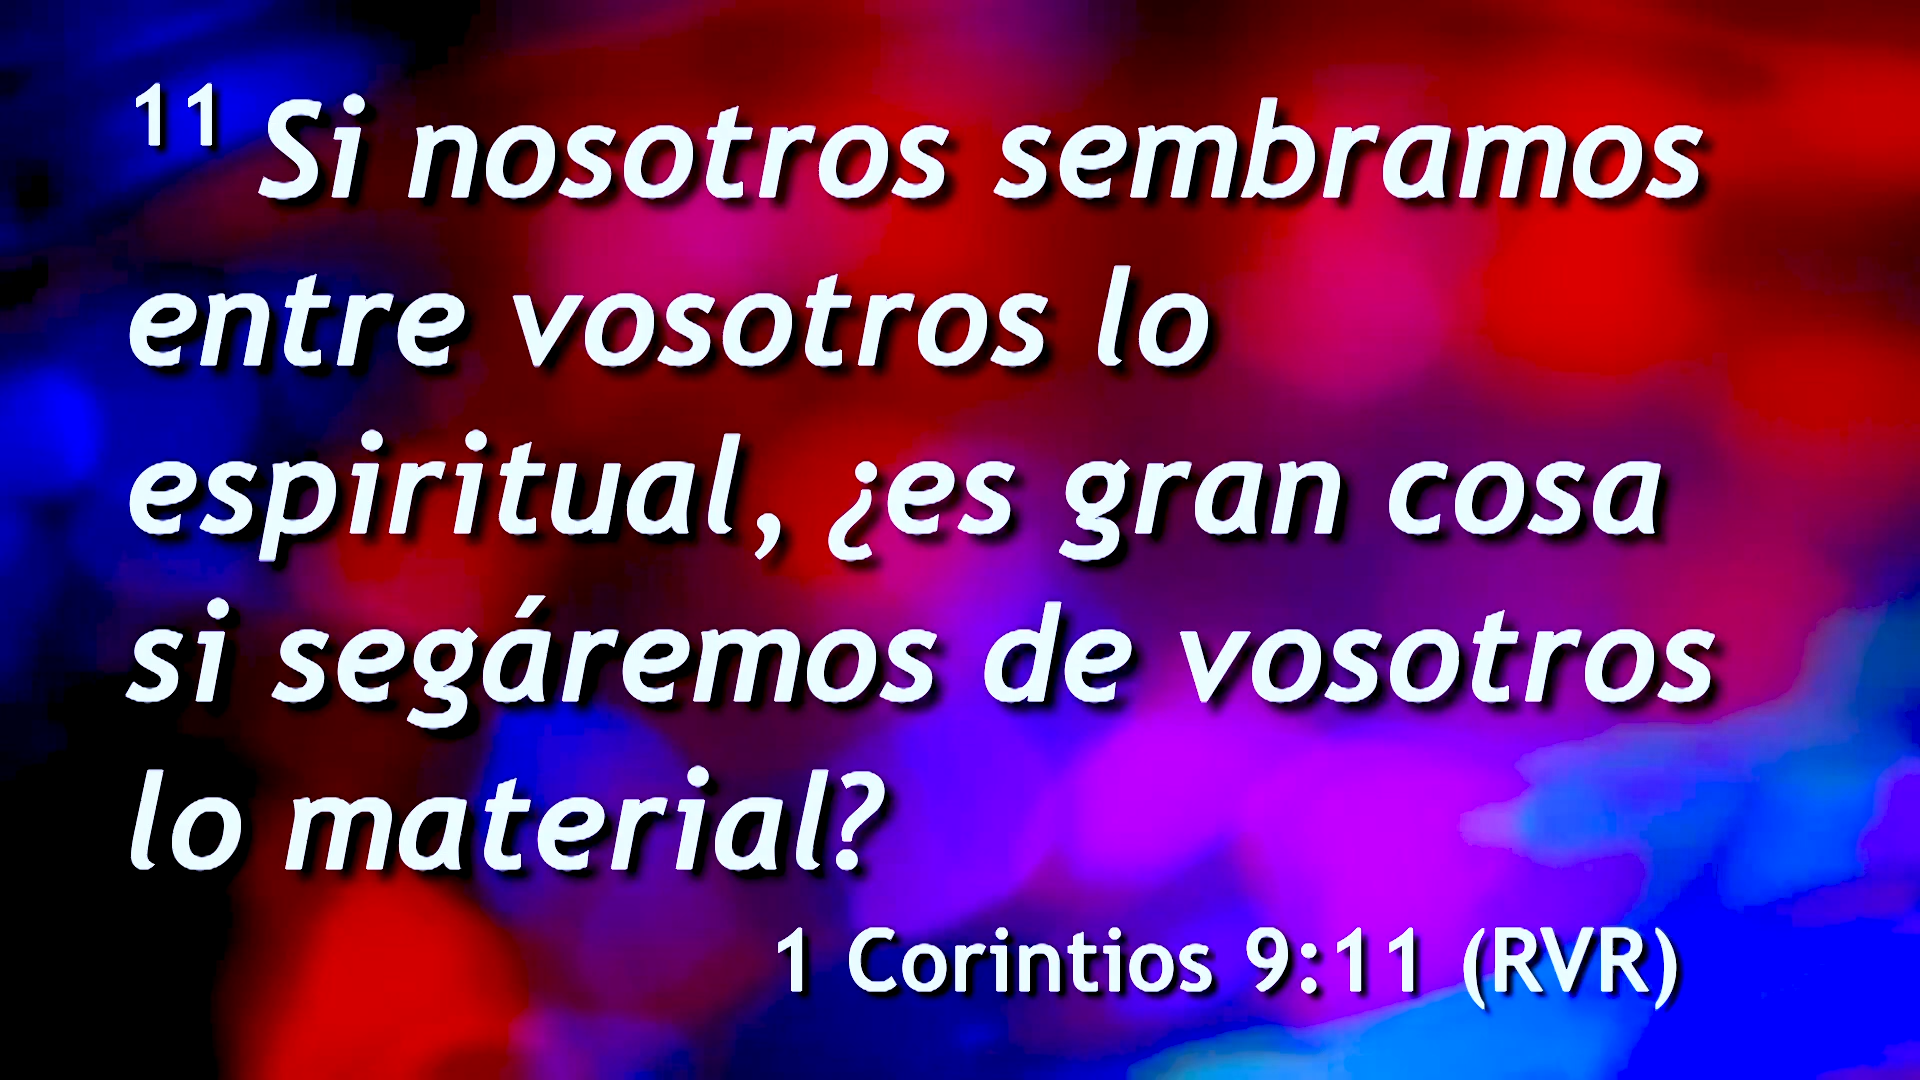 11 Si nosotros sembramos
entre vosotros lo
espiritual, ¿es gran cosa
si segáremos de vosotros
lo material?
1 Corintios 9:11 (RVR)